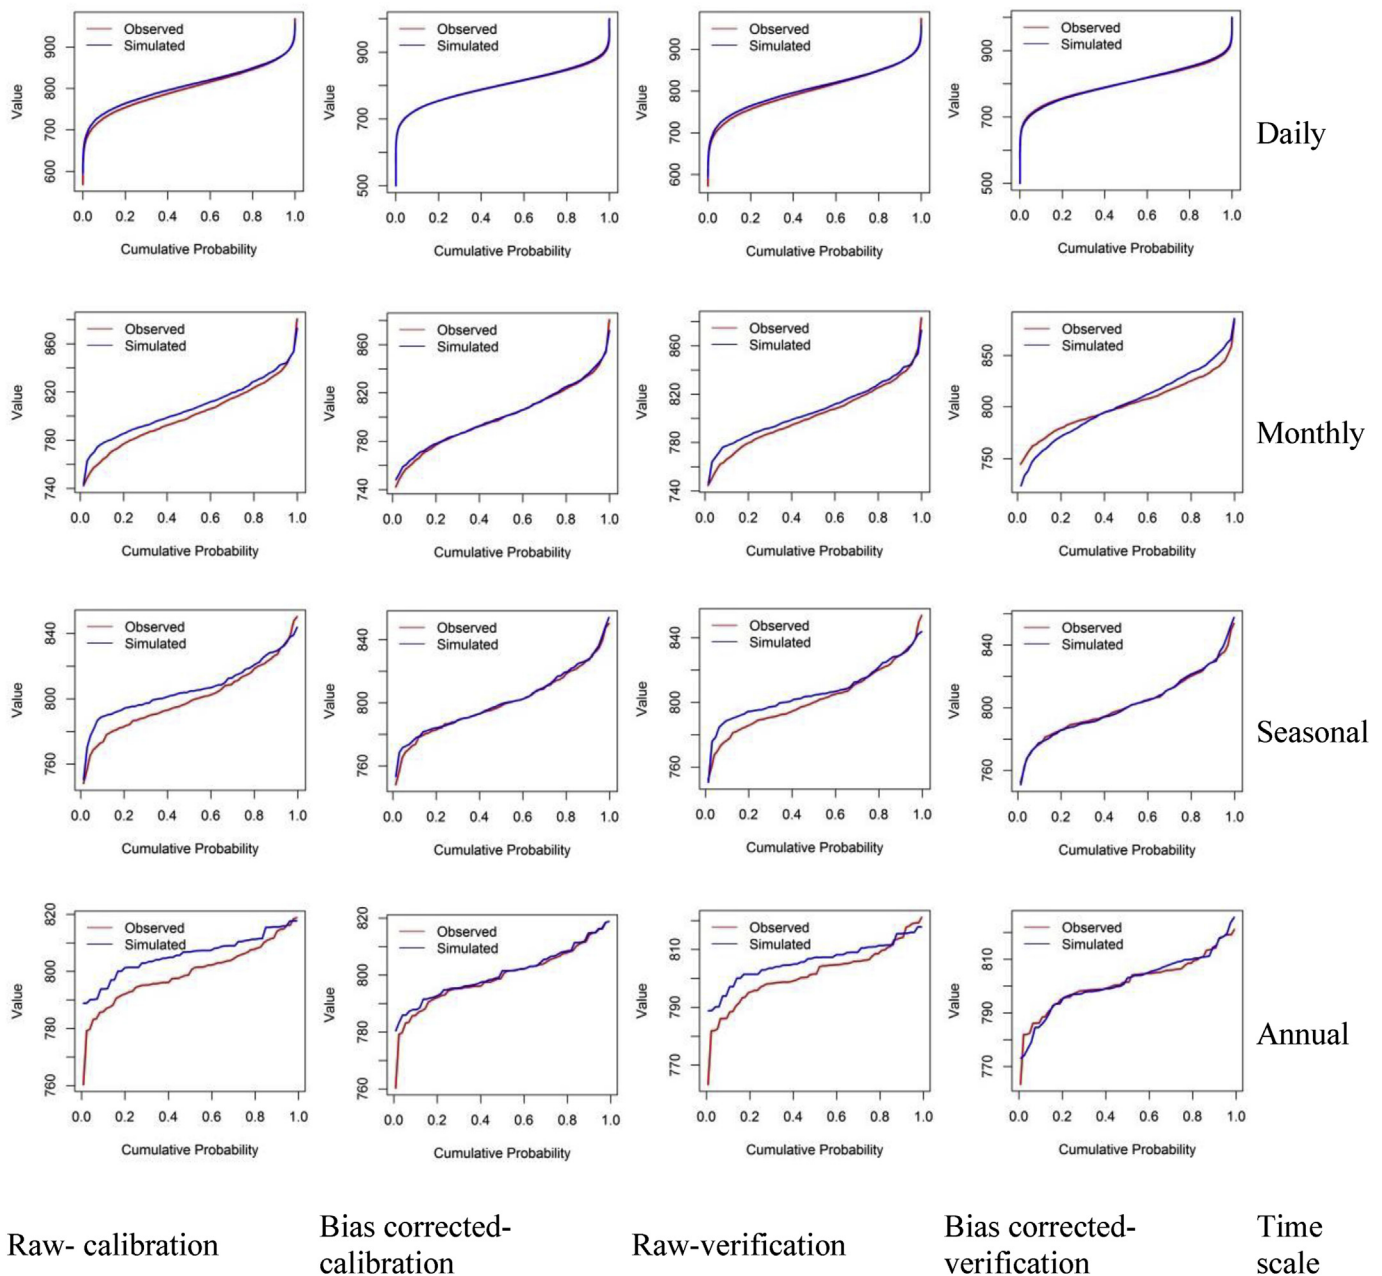 Observed
Simulated
Value
600 700 800 900
0.0 0.2 0.4 0.6 0.8 1.0
Cumulative Probability
Observed
Simulated
Value
500 700 900
0.0 0.2 0.4 0.6 0.8 1.0
Cumulative Probability
Observed
Simulated
Value
600 700 800 900
0.0 0.2 0.4 0.6 0.8 1.0
Cumulative Probability
Observed
Simulated
Value
500 700 900
0.0 0.2 0.4 0.6 0.8 1.0
Cumulative Probability
Daily
Observed
Simulated
Value
740 780 820 860
0.0 0.2 0.4 0.6 0.8 1.0
Cumulative Probability
Observed
Simulated
Value
740 780 820 860
0.0 0.2 0.4 0.6 0.8 1.0
Cumulative Probability
Observed
Simulated
Value
740 780 820 860
0.0 0.2 0.4 0.6 0.8 1.0
Cumulative Probability
Observed
Simulated
Value
750 800 850
0.0 0.2 0.4 0.6 0.8 1.0
Cumulative Probability
Monthly
Observed
Simulated
Value
760 800 840
0.0 0.2 0.4 0.6 0.8 1.0
Cumulative Probability
Observed
Simulated
Value
760 800 840
0.0 0.2 0.4 0.6 0.8 1.0
Cumulative Probability
Observed
Simulated
Value
760 800 840
0.0 0.2 0.4 0.6 0.8 1.0
Cumulative Probability
Observed
Simulated
Value
760 800 840
0.0 0.2 0.4 0.6 0.8 1.0
Cumulative Probability
Seasonal
Observed
Simulated
Value
760 780 800 820
0.0 0.2 0.4 0.6 0.8 1.0
Cumulative Probability
Observed
Simulated
Value
760 780 800 820
0.0 0.2 0.4 0.6 0.8 1.0
Cumulative Probability
Observed
Simulated
Value
770 790 810
0.0 0.2 0.4 0.6 0.8 1.0
Cumulative Probability
Observed
Simulated
Value
770 790 810
0.0 0.2 0.4 0.6 0.8 1.0
Cumulative Probability
Annual
Raw- calibration
Bias corrected-
calibration
Raw-verification
Bias corrected-
verification
Time
scale